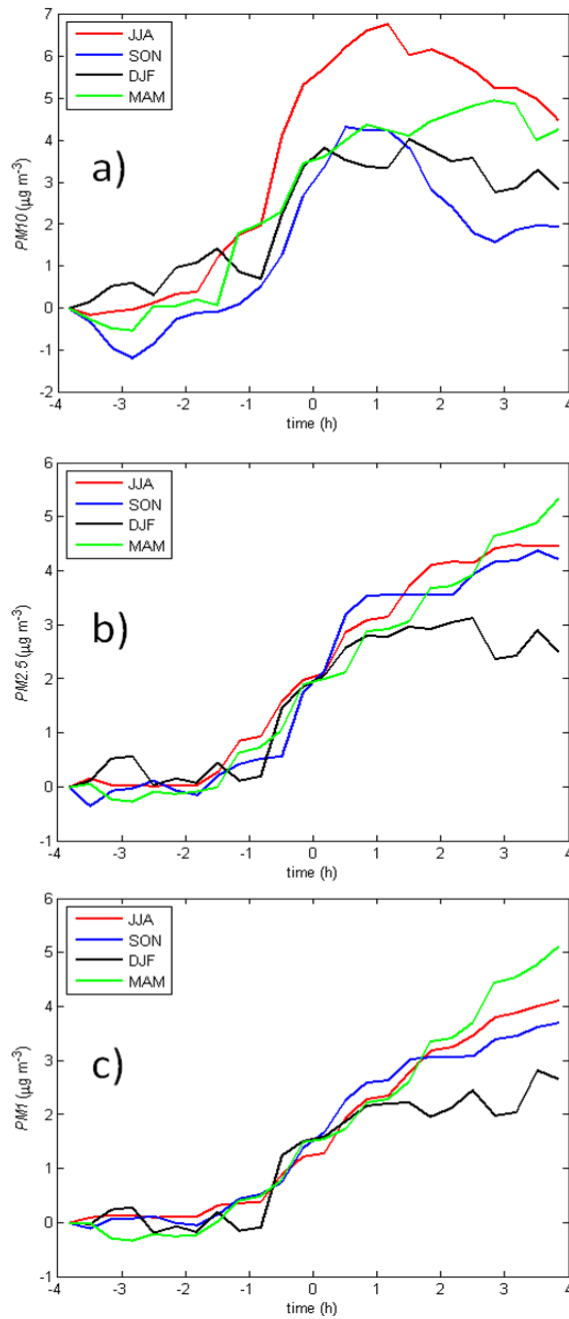 7
6
5
4
3
2
1
0
-1
-2
PM10 (μg m⁻³)
JJA
SON
DJF
MAM
a)
-4 -3 -2 -1 0 1 2 3 4
time (h)
6
5
4
3
2
1
0
-1
PM2.5 (μg m⁻³)
JJA
SON
DJF
MAM
b)
-4 -3 -2 -1 0 1 2 3 4
time (h)
6
5
4
3
2
1
0
-1
PM1 (μg m⁻³)
JJA
SON
DJF
MAM
c)
-4 -3 -2 -1 0 1 2 3 4
time (h)